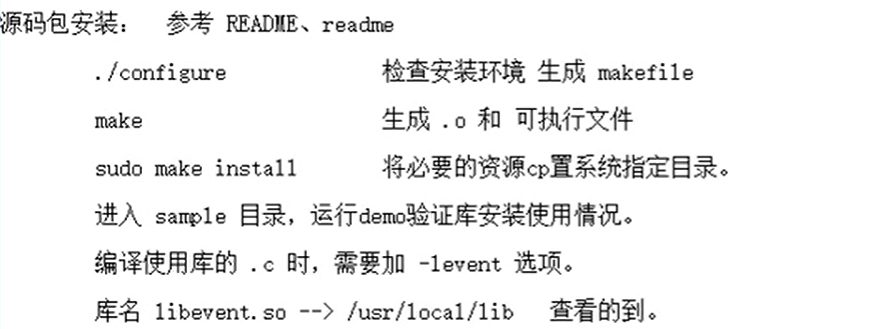 源码包安装： 参考 README、readme
./configure 检查安装环境 生成 makefile
make 生成 .o 和 可执行文件
sudo make install 将必要的资源cp置系统指定目录。
进入 sample 目录，运行demo验证库安装使用情况。
编译使用库的 .c 时，需要加 -levent 选项。
库名 libevent.so --> /usr/local/lib 查看的到。